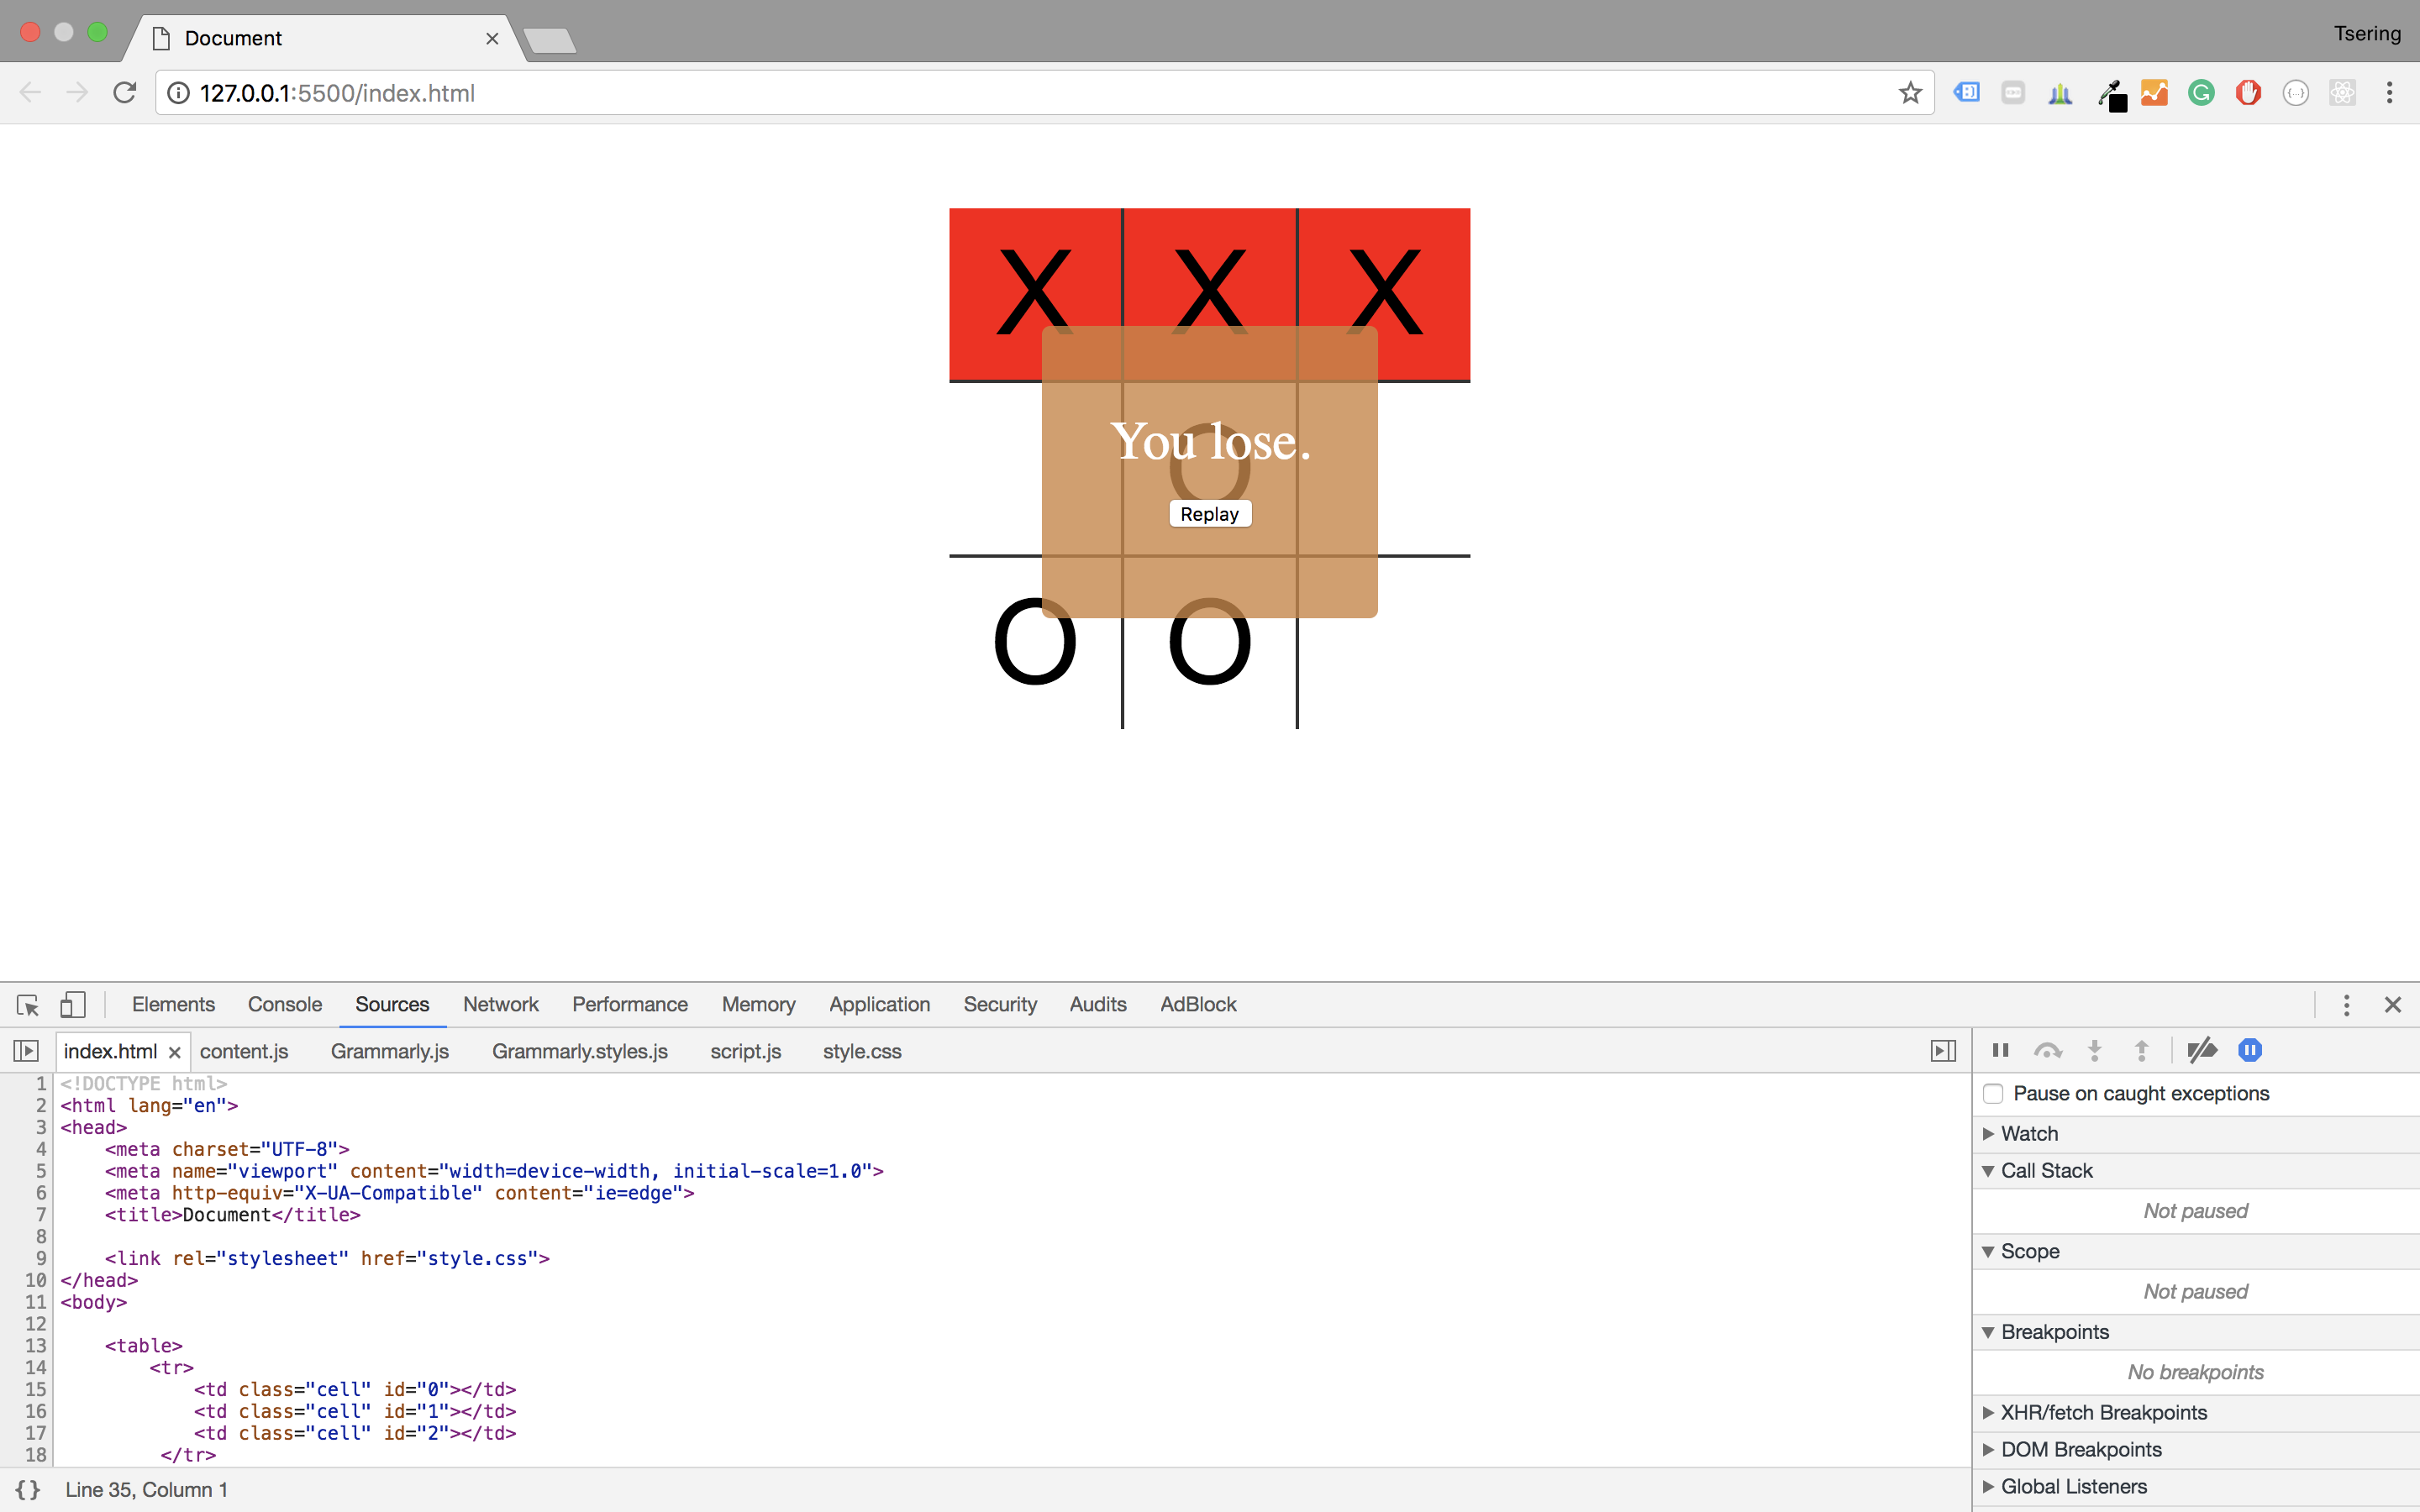 Document
Tsering
127.0.0.1:5500/index.html
X X X
You lose.
O
Replay
O O
Elements Console Sources Network Performance Memory Application Security Audits AdBlock
index.html content.js Grammarly.js Grammarly.styles.js script.js style.css
Pause on caught exceptions
Watch
Call Stack
Not paused
Scope
Not paused
Breakpoints
No breakpoints
XHR/fetch Breakpoints
DOM Breakpoints
Global Listeners
1 <!DOCTYPE html>
2 <html lang="en">
3 <head>
4 <meta charset="UTF-8">
5 <meta name="viewport" content="width=device-width, initial-scale=1.0">
6 <meta http-equiv="X-UA-Compatible" content="ie=edge">
7 <title>Document</title>
8
9 <link rel="stylesheet" href="style.css">
10 </head>
11 <body>
12
13 <table>
14 <tr>
15 <td class="cell" id="0"></td>
16 <td class="cell" id="1"></td>
17 <td class="cell" id="2"></td>
18 </tr>
{} Line 35, Column 1